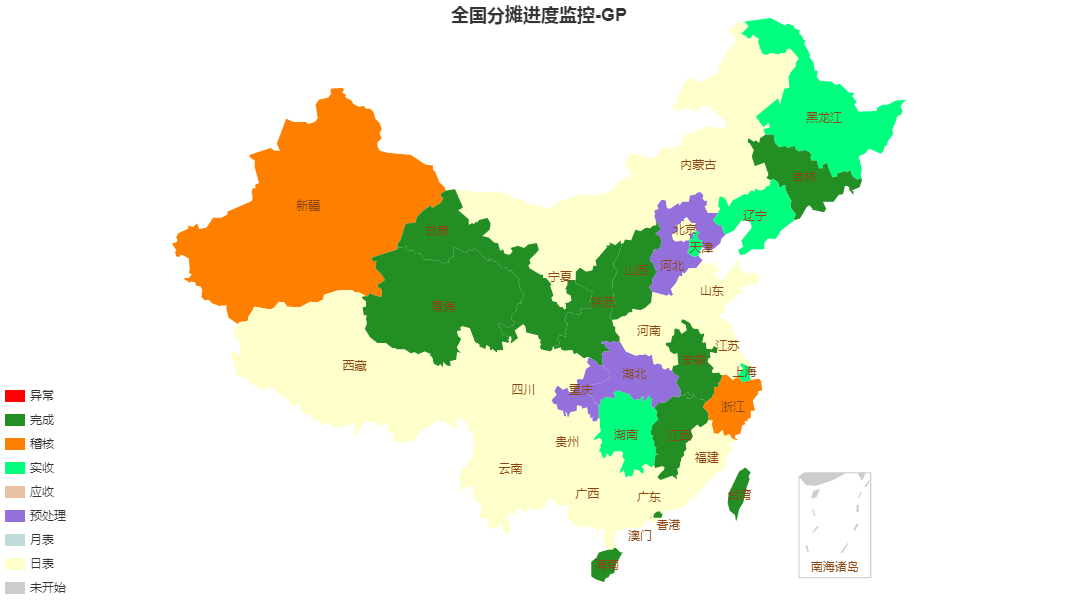 全国分摊进度监控-GP
黑龙江
内蒙古
吉林
新疆
辽宁
甘肃
北京
天津
河北
山西
宁夏
山东
陕西
青海
河南
江苏
安徽
上海
西藏
湖北
四川
重庆
浙江
湖南
江西
贵州
福建
云南
广西
广东
台湾
香港
澳门
海南
南海诸岛
异常
完成
稽核
实收
应收
预处理
月表
日表
未开始